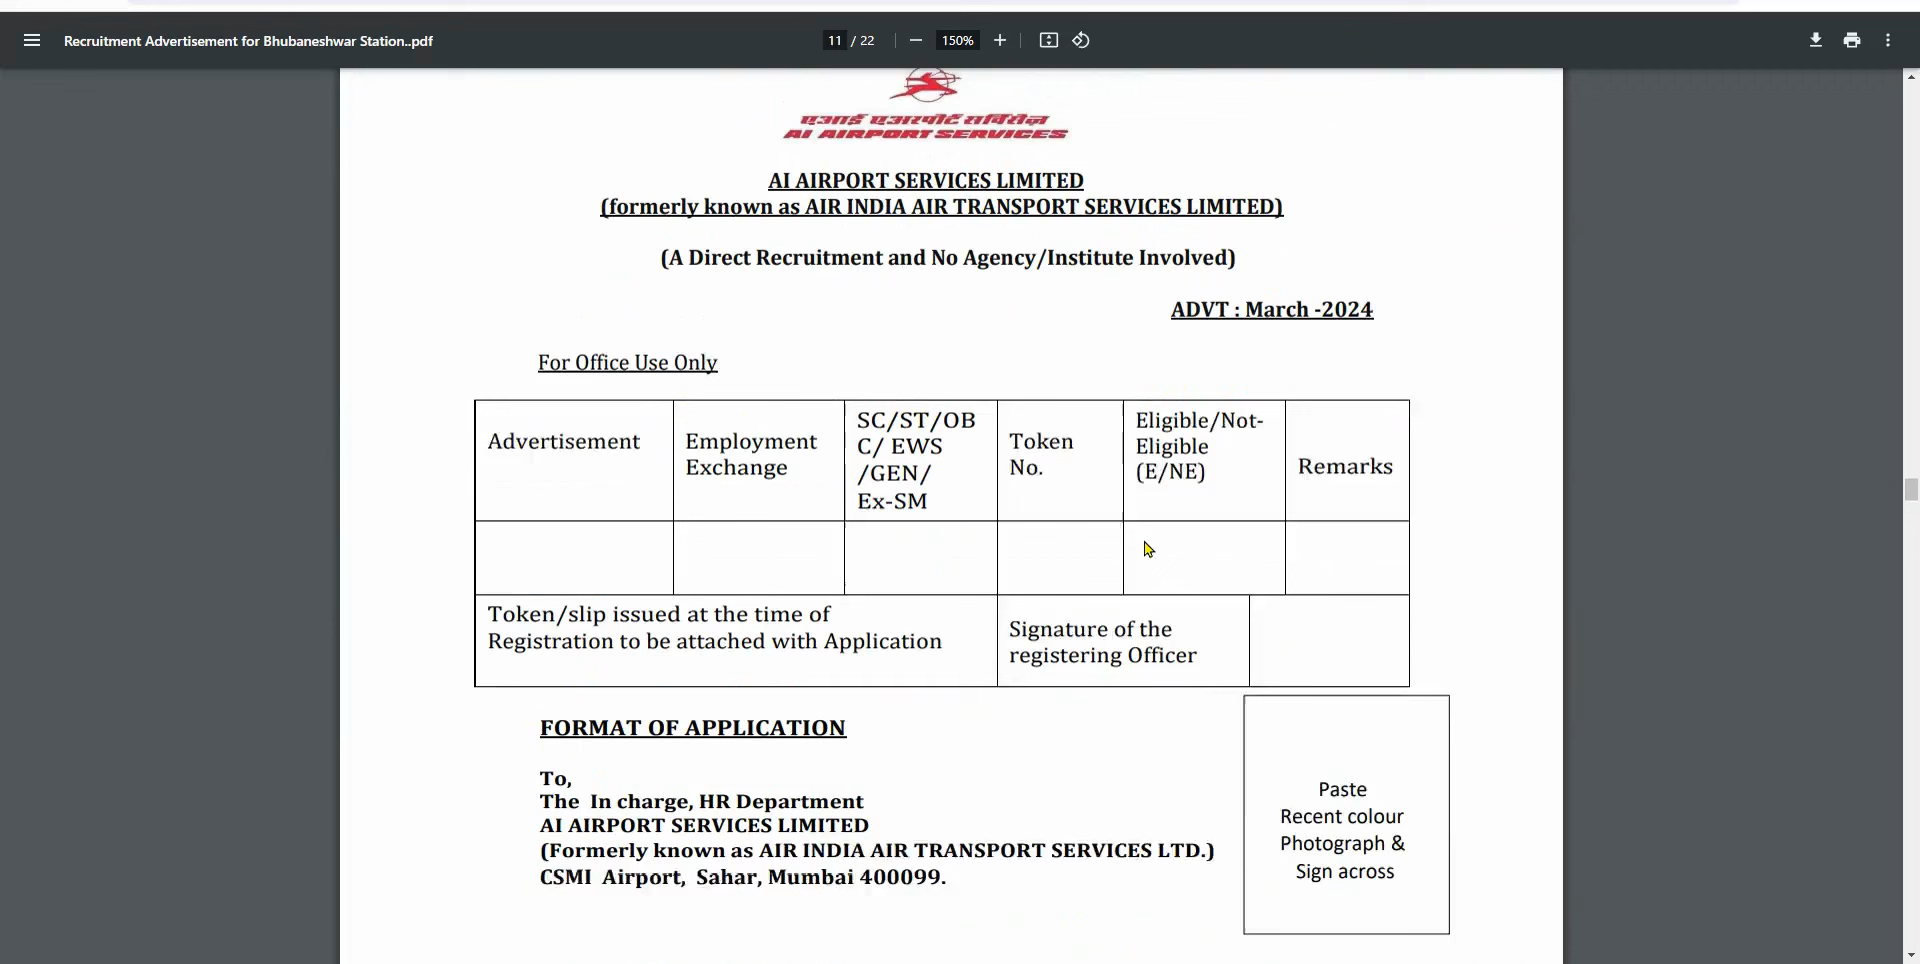 Recruitment Advertisement for Bhubaneshwar Station..pdf
11 / 22
150%
एआई एअरपोर्ट सर्विसेज़
AI AIRPORT SERVICES
AI AIRPORT SERVICES LIMITED
(formerly known as AIR INDIA AIR TRANSPORT SERVICES LIMITED)
(A Direct Recruitment and No Agency/Institute Involved)
ADVT : March -2024
For Office Use Only
Advertisement
Employment
Exchange
SC/ST/OB
C/ EWS
/GEN/
Ex-SM
Token
No.
Eligible/Not-
Eligible
(E/NE)
Remarks
Token/slip issued at the time of
Registration to be attached with Application
Signature of the
registering Officer
FORMAT OF APPLICATION
To,
The In charge, HR Department
AI AIRPORT SERVICES LIMITED
(Formerly known as AIR INDIA AIR TRANSPORT SERVICES LTD.)
CSMI Airport, Sahar, Mumbai 400099.
Paste
Recent colour
Photograph &
Sign across